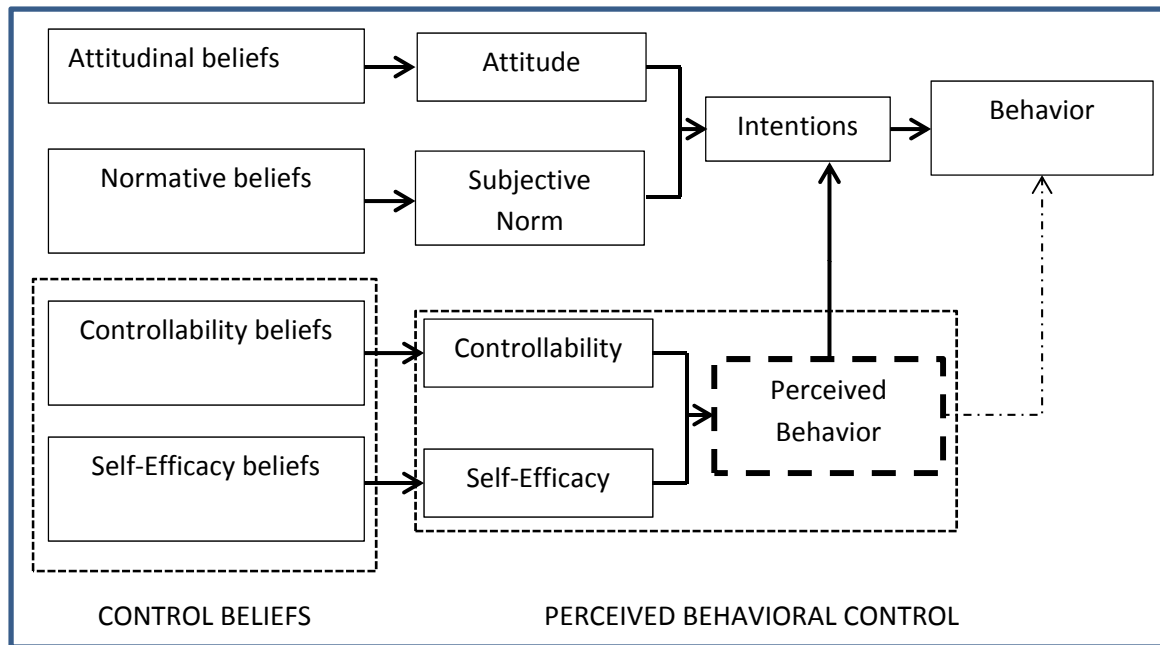 Attitudinal beliefs
Attitude
Intentions
Behavior
Normative beliefs
Subjective
Norm
Controllability beliefs
Controllability
Perceived
Behavior
Self-Efficacy beliefs
Self-Efficacy
CONTROL BELIEFS
PERCEIVED BEHAVIORAL CONTROL